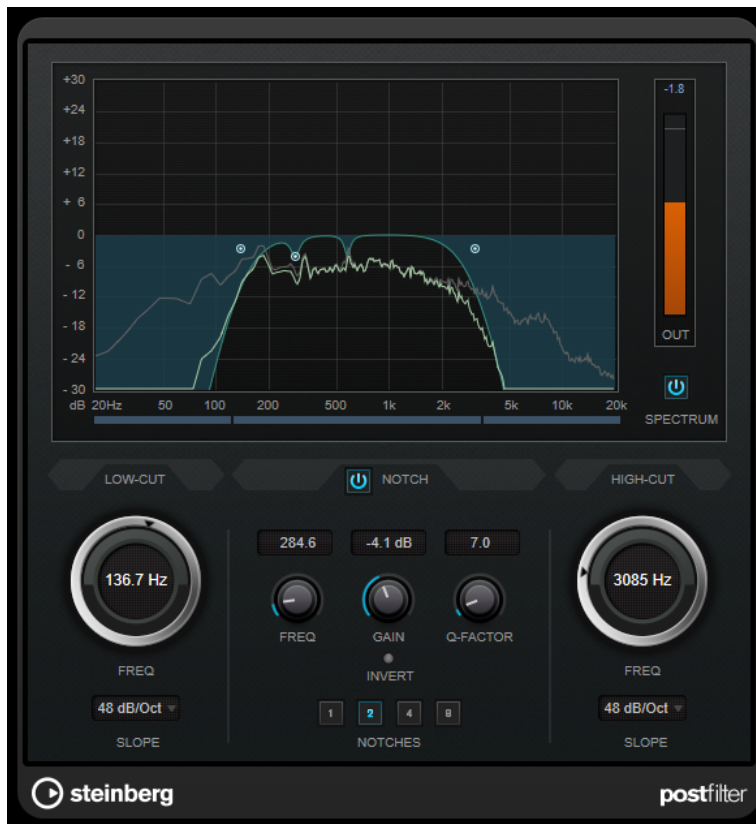 +30
-1.8
+24
+18
+12
+ 6
0
- 6
- 12
- 18
- 24
- 30
OUT
dB 20Hz 50 100 200 500 1k 2k 5k 10k 20k
SPECTRUM
LOW-CUT NOTCH HIGH-CUT
284.6 -4.1 dB 7.0
136.7 Hz 3085 Hz
FREQ GAIN Q-FACTOR
INVERT
FREQ FREQ
48 dB/Oct 1 2 4 8 48 dB/Oct
SLOPE NOTCHES SLOPE
steinberg postfilter